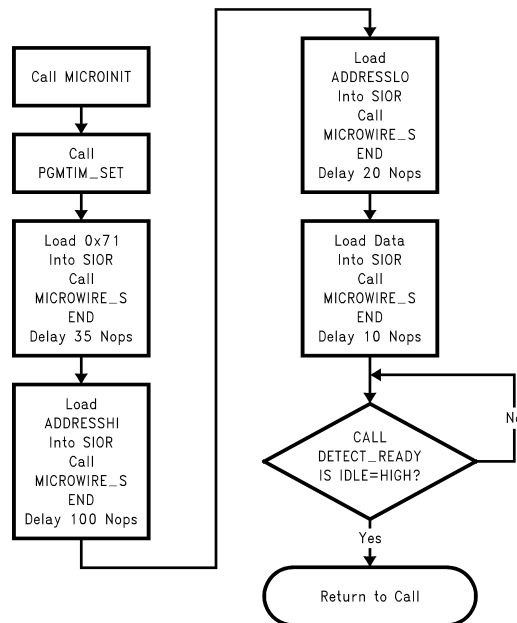 Call MICROINIT
Call
PGMTIM_SET
Load 0x71
Into SIOR
Call
MICROWIRE_S
END
Delay 35 Nops
Load
ADDRESSHI
Into SIOR
Call
MICROWIRE_S
END
Delay 100 Nops
Load
ADDRESSLO
Into SIOR
Call
MICROWIRE_S
END
Delay 20 Nops
Load Data
Into SIOR
Call
MICROWIRE_S
END
Delay 10 Nops
CALL
DETECT_READY
IS IDLE=HIGH?
Yes
Return to Call